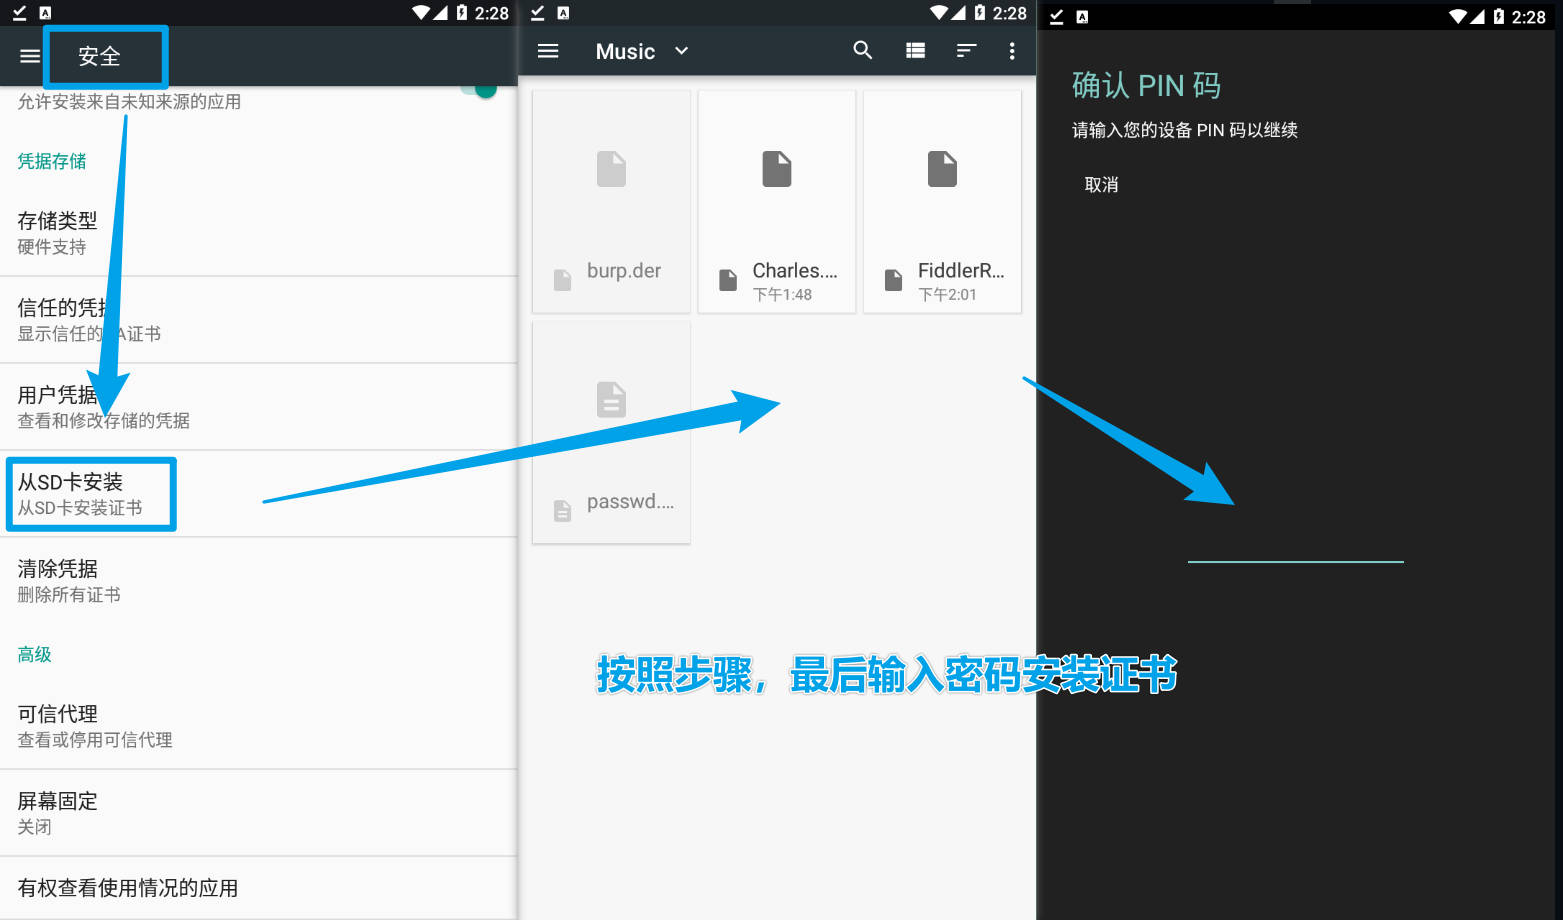 2:28
安全
允许安装来自未知来源的应用
凭据存储
存储类型
硬件支持
信任的凭据
显示信任的CA证书
用户凭据
查看和修改存储的凭据
从SD卡安装
从SD卡安装证书
清除凭据
删除所有证书
高级
可信代理
查看或停用可信代理
屏幕固定
关闭
有权查看使用情况的应用
2:28
Music
burp.der
Charles....
下午1:48
FiddlerR...
下午2:01
passwd....
2:28
确认 PIN 码
请输入您的设备 PIN 码以继续
取消
按照步骤，最后输入密码安装证书